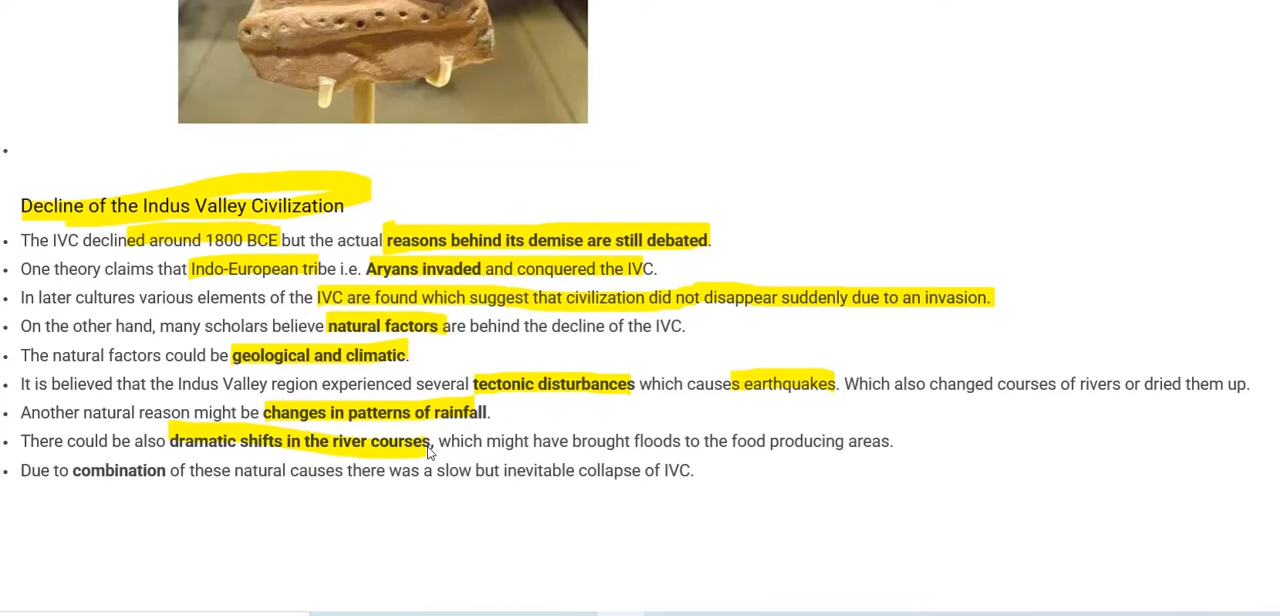 Decline of the Indus Valley Civilization
• The IVC declined around 1800 BCE but the actual reasons behind its demise are still debated.
• One theory claims that Indo-European tribe i.e. Aryans invaded and conquered the IVC.
• In later cultures various elements of the IVC are found which suggest that civilization did not disappear suddenly due to an invasion.
• On the other hand, many scholars believe natural factors are behind the decline of the IVC.
• The natural factors could be geological and climatic.
• It is believed that the Indus Valley region experienced several tectonic disturbances which causes earthquakes. Which also changed courses of rivers or dried them up.
• Another natural reason might be changes in patterns of rainfall.
• There could be also dramatic shifts in the river courses, which might have brought floods to the food producing areas.
• Due to combination of these natural causes there was a slow but inevitable collapse of IVC.